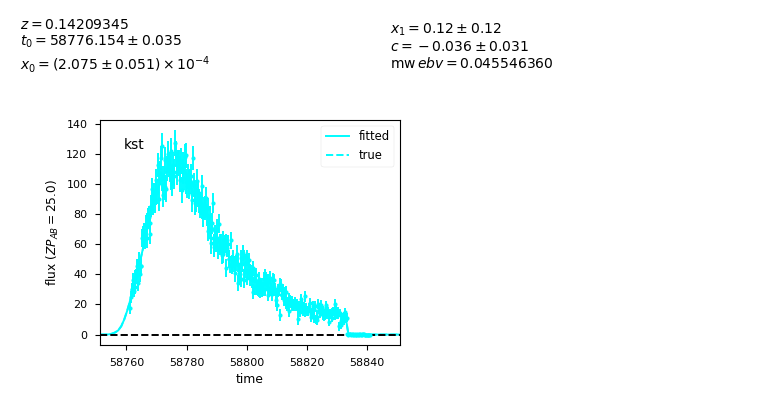 z = 0.14209345
t₀ = 58776.154 ± 0.035
x₀ = (2.075 ± 0.051) × 10⁻⁴
x₁ = 0.12 ± 0.12
c = −0.036 ± 0.031
mw ebv = 0.045546360
kst
fitted
true
140
120
100
80
60
40
20
0
flux (ZP_AB = 25.0)
58760 58780 58800 58820 58840
time